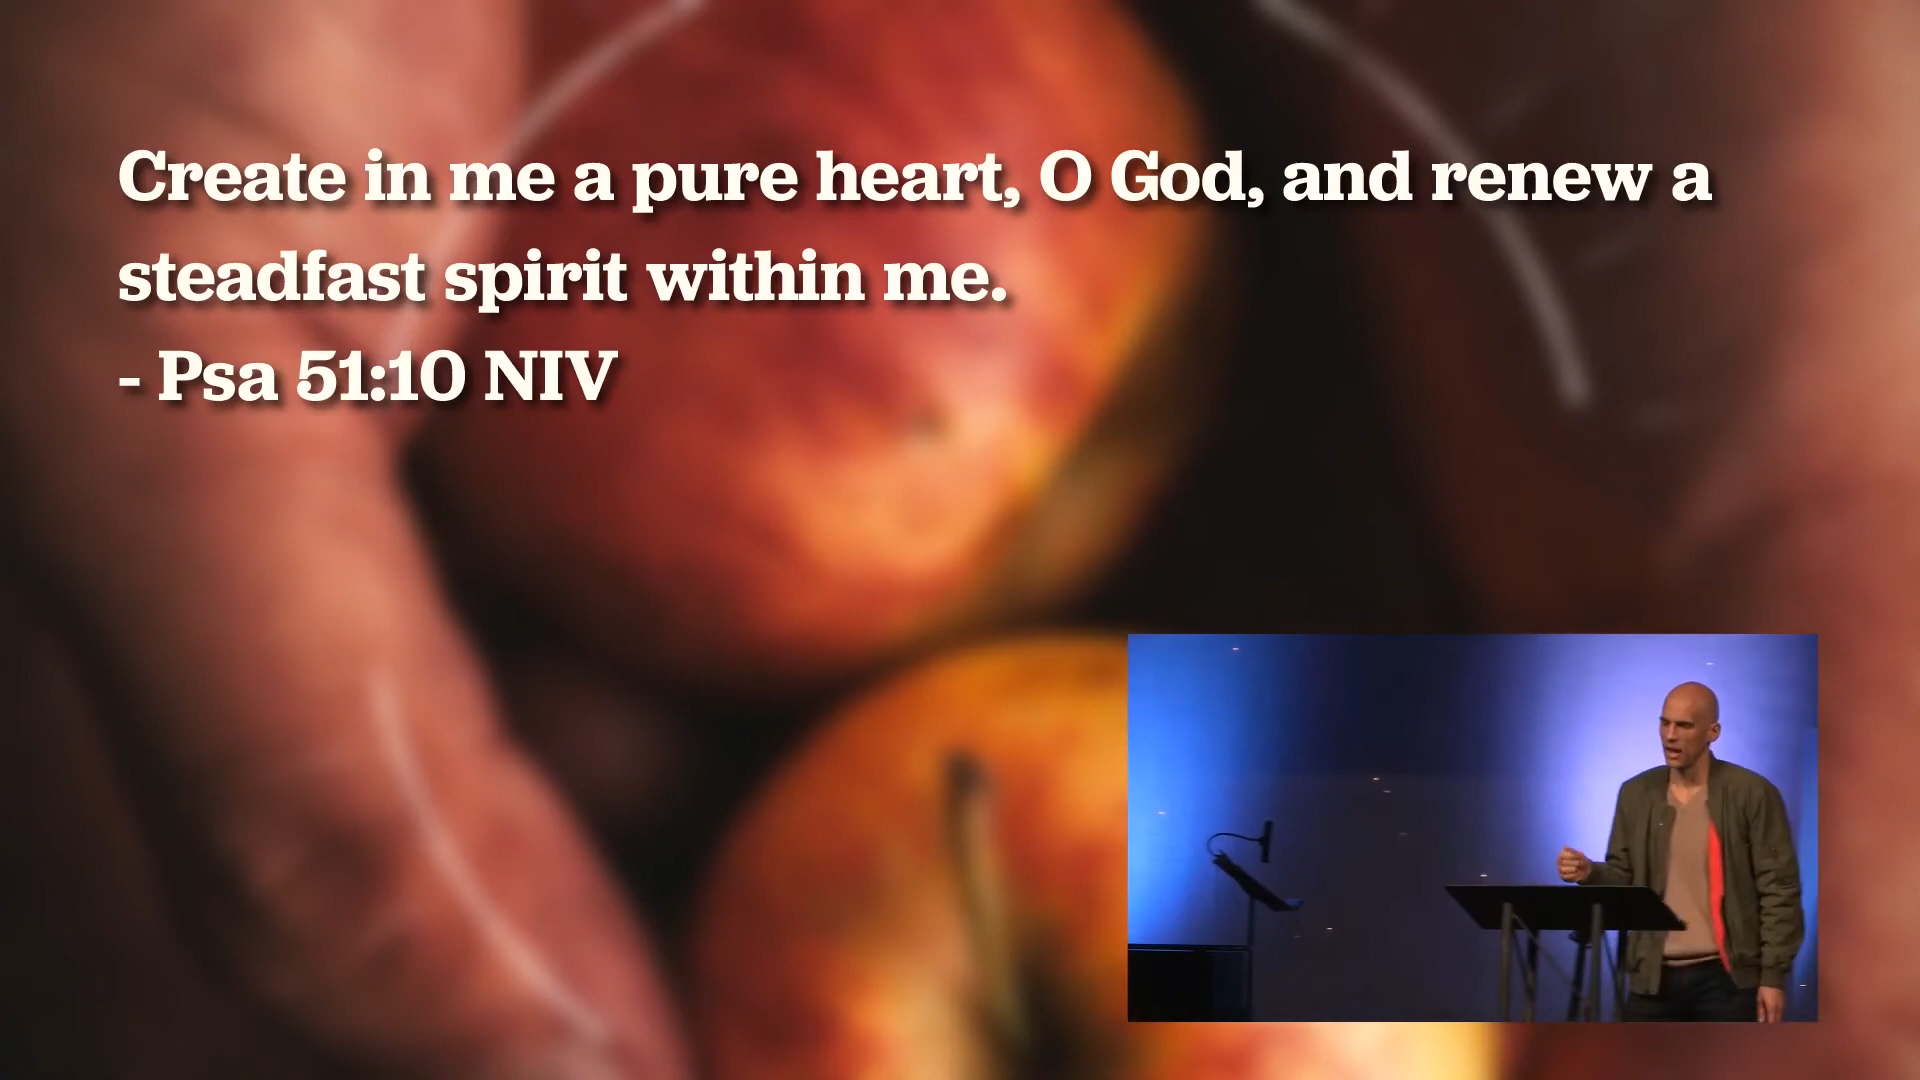 Create in me a pure heart, O God, and renew a
steadfast spirit within me.
- Psa 51:10 NIV